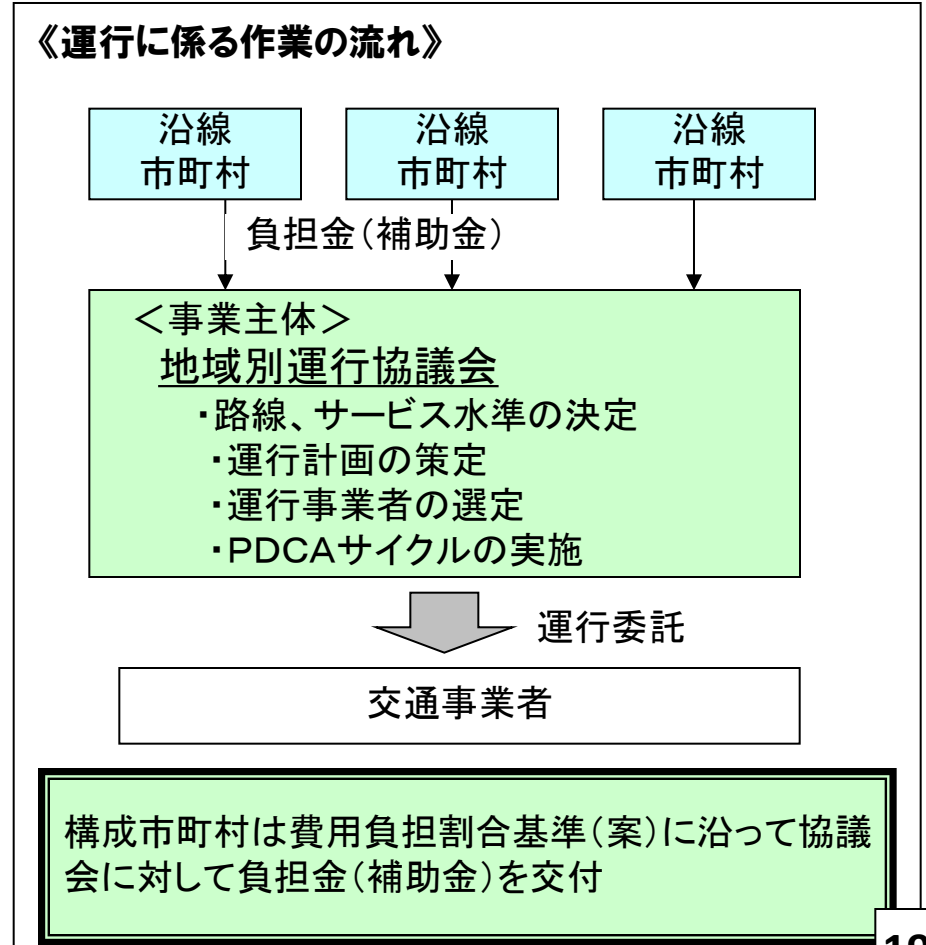 《運行に係る作業の流れ》
沿線
市町村
沿線
市町村
沿線
市町村
負担金（補助金）
＜事業主体＞
地域別運行協議会
・路線、サービス水準の決定
・運行計画の策定
・運行事業者の選定
・ＰＤＣＡサイクルの実施
運行委託
交通事業者
構成市町村は費用負担割合基準（案）に沿って協議
会に対して負担金（補助金）を交付